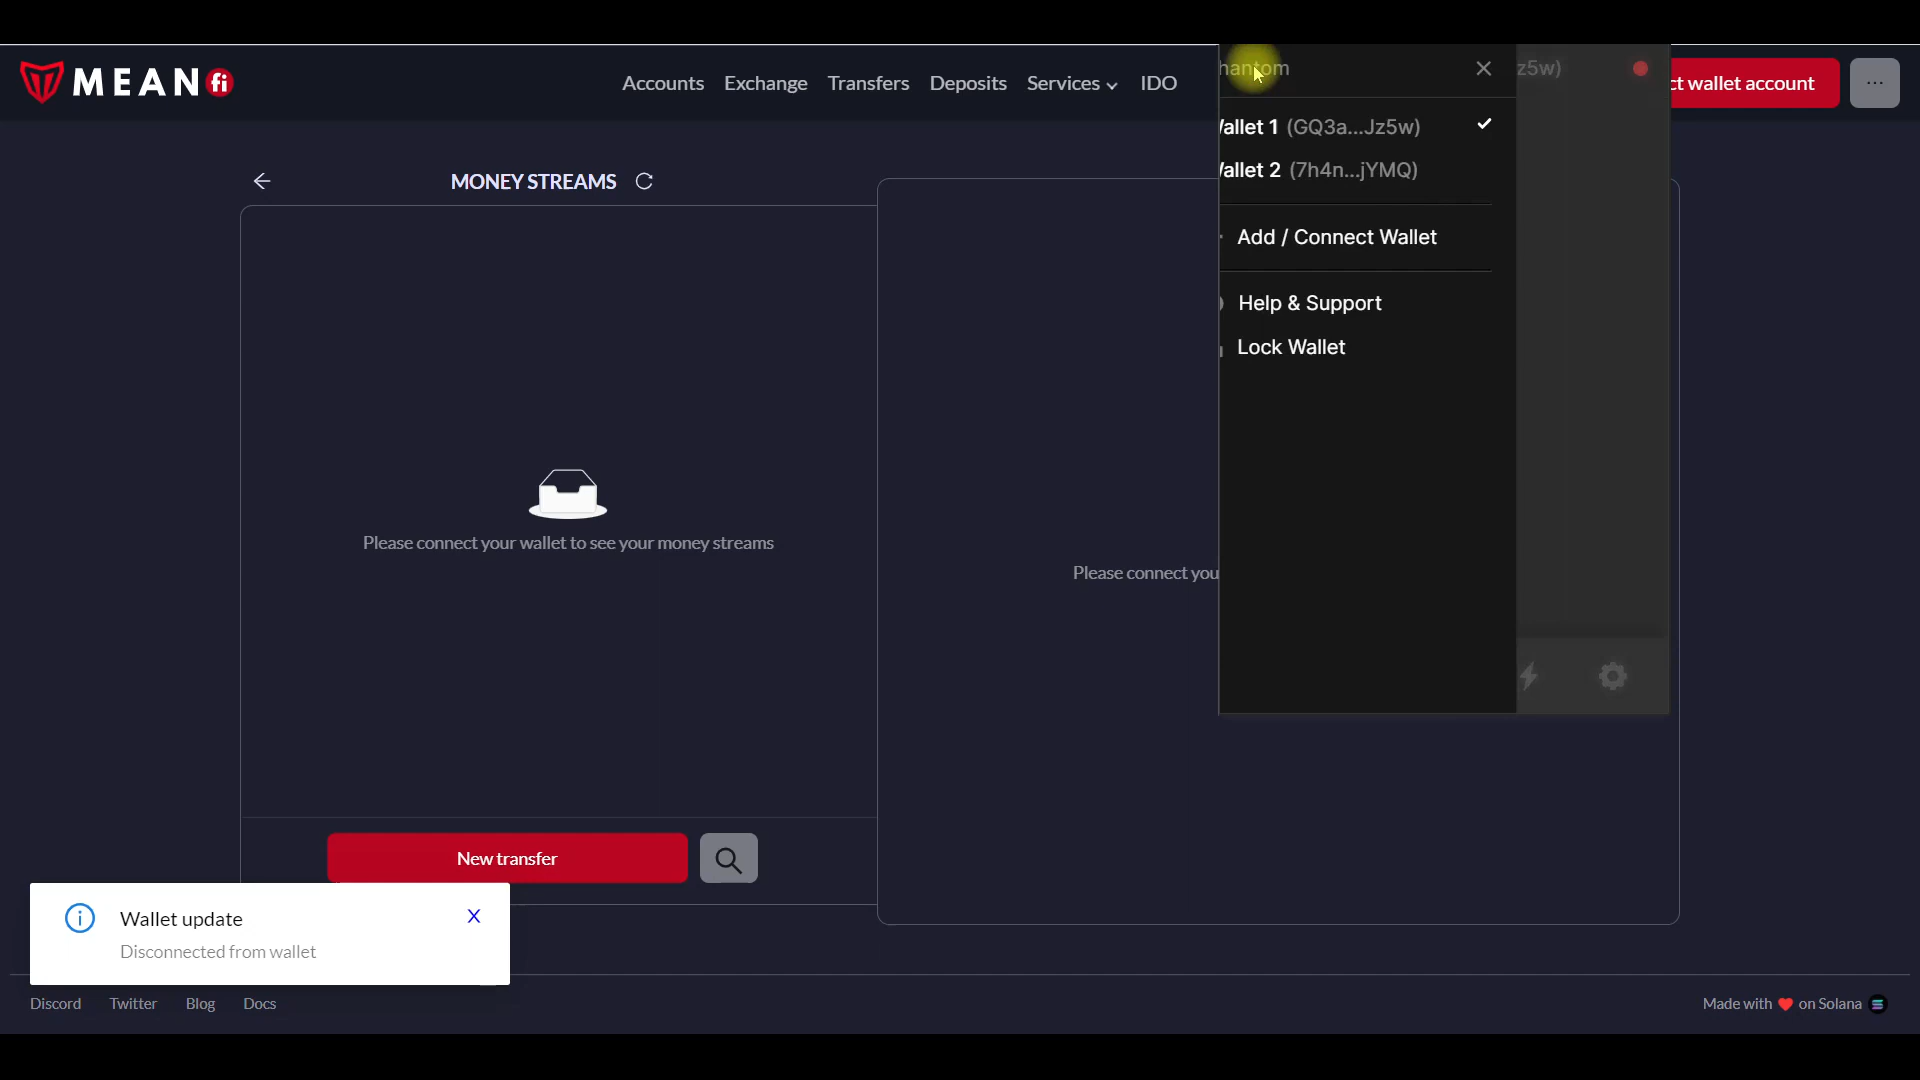 MEAN fi
Accounts Exchange Transfers Deposits Services IDO
hantom
z5w)
ct wallet account
...
allet 1 (GQ3a...Jz5w)
allet 2 (7h4n...jYMQ)
Add / Connect Wallet
Help & Support
Lock Wallet
MONEY STREAMS
Please connect your wallet to see your money streams
Please connect you
New transfer
Wallet update
X
Disconnected from wallet
Discord Twitter Blog Docs
Made with ❤ on Solana